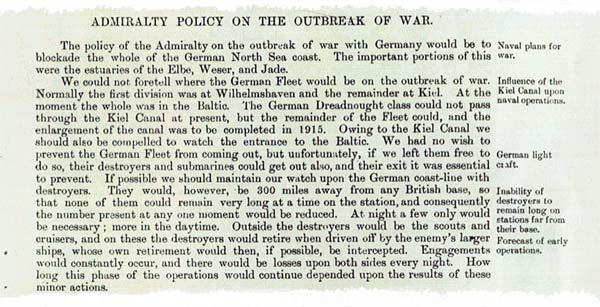 ADMIRALTY POLICY ON THE OUTBREAK OF WAR.
The policy of the Admiralty on the outbreak of war with Germany would be to
blockade the whole of the German North Sea coast. The important portions of this
were the estuaries of the Elbe, Weser, and Jade.
Naval plans for
war.
We could not foretell where the German Fleet would be on the outbreak of war.
Normally the first division was at Wilhelmshaven and the remainder at Kiel. At the
moment the whole was in the Baltic. The German Dreadnought class could not pass
through the Kiel Canal at present, but the remainder of the Fleet could, and the
enlargement of the canal was to be completed in 1915. Owing to the Kiel Canal we
should also be compelled to watch the entrance to the Baltic. We had no wish to
prevent the German Fleet from coming out, but unfortunately, if we left them free to
do so, their destroyers and submarines could get out also, and their exit it was essential
to prevent. If possible we should maintain our watch upon the German coast-line with
destroyers. They would, however, be 300 miles away from any British base, so
that none of them could remain very long at a time on the station, and consequently
the number present at any one moment would be reduced. At night a few only would
be necessary; more in the daytime. Outside the destroyers would be the scouts and
cruisers, and on these the destroyers would retire when driven off by the enemy's larger
ships, whose own retirement would then, if possible, be intercepted. Engagements
would constantly occur, and there would be losses upon both sides every night. How
long this phase of the operations would continue depended upon the results of these
minor actions.
Influence of the
Kiel Canal upon
naval operations.
German light
craft.
Inability of
destroyers to
remain long on
stations far from
their base.
Forecast of early
operations.